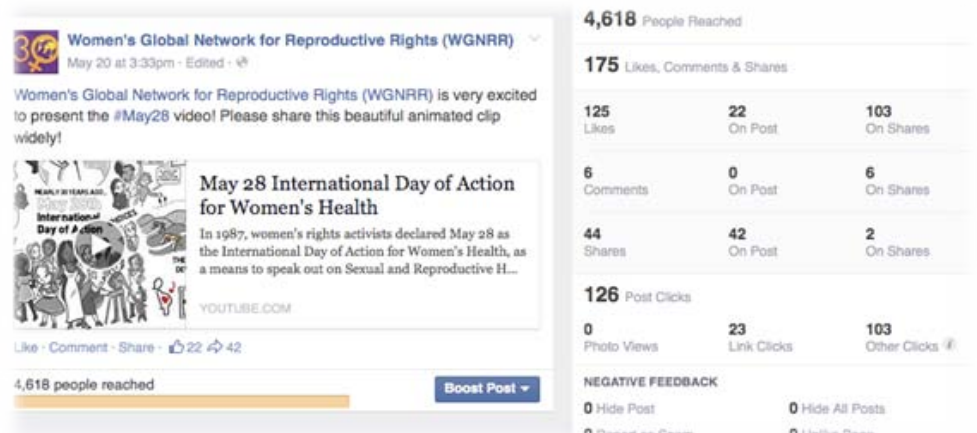 Women's Global Network for Reproductive Rights (WGNRR)
May 20 at 3:33pm · Edited ·
Women's Global Network for Reproductive Rights (WGNRR) is very excited
to present the #May28 video! Please share this beautiful animated clip
widely!
NEARLY 30 YEARS AGO..
May 28th
International
Day of Action
May 28 International Day of Action
for Women's Health
In 1987, women's rights activists declared May 28 as
the International Day of Action for Women's Health, as
a means to speak out on Sexual and Reproductive H...
YOUTUBE.COM
Like · Comment · Share · 22 42
4,618 people reached
Boost Post
4,618 People Reached
175 Likes, Comments & Shares
125 22 103
Likes On Post On Shares
6 0 6
Comments On Post On Shares
44 42 2
Shares On Post On Shares
126 Post Clicks
0 23 103
Photo Views Link Clicks Other Clicks
NEGATIVE FEEDBACK
0 Hide Post 0 Hide All Posts